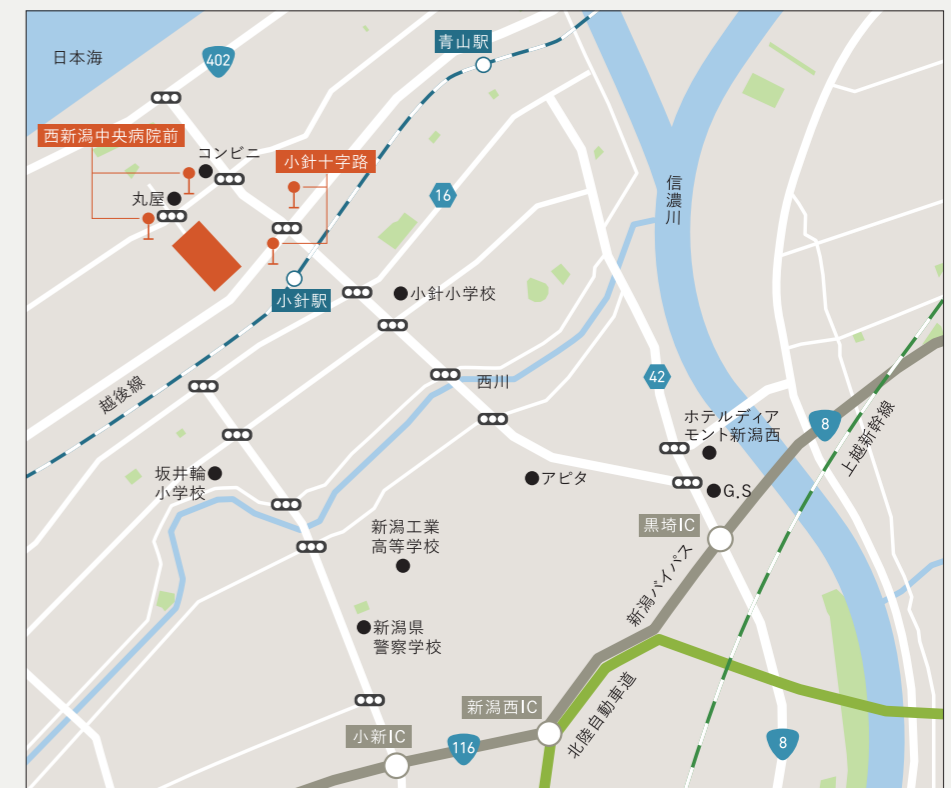 日本海
402
青山駅
西新潟中央病院前
コンビニ
小針十字路
丸屋
16
信濃川
小針駅
小針小学校
越後線
西川
42
ホテルディア
モント新潟西
8
上越新幹線
坂井輪
小学校
アピタ
G.S
新潟工業
高等学校
黒埼IC
新潟バイパス
新潟県
警察学校
北陸自動車道
新潟西IC
小新IC
116
8